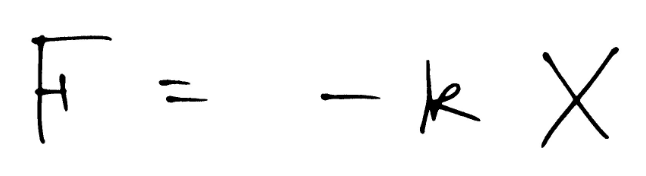 F = - k X